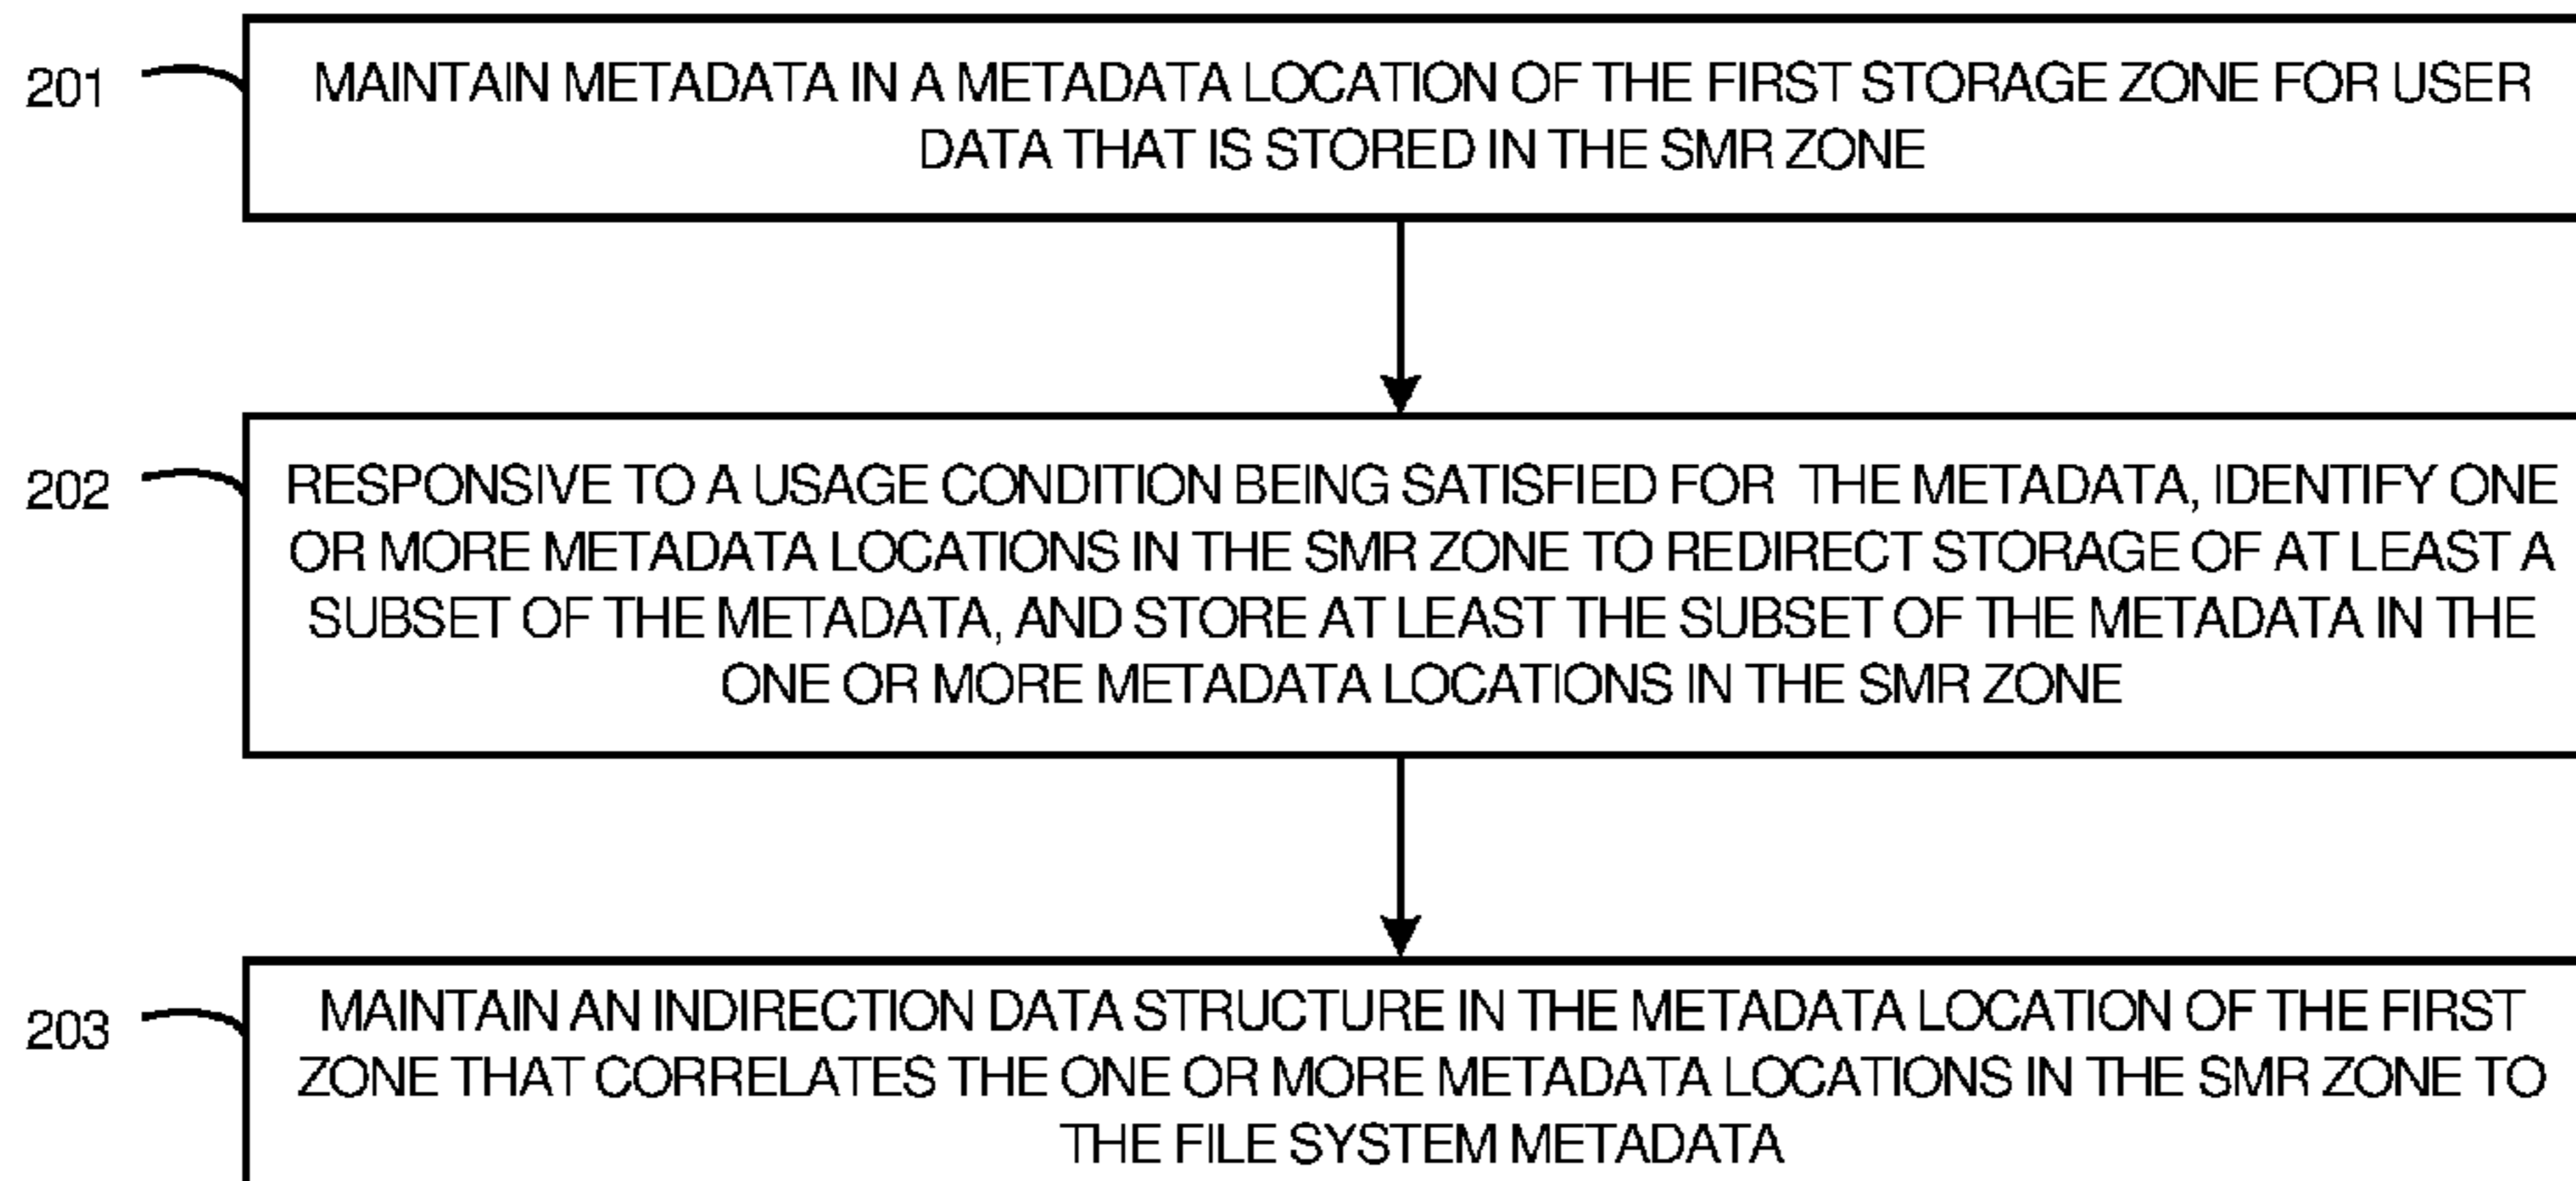 201
MAINTAIN METADATA IN A METADATA LOCATION OF THE FIRST STORAGE ZONE FOR USER
DATA THAT IS STORED IN THE SMR ZONE
202
RESPONSIVE TO A USAGE CONDITION BEING SATISFIED FOR THE METADATA, IDENTIFY ONE
OR MORE METADATA LOCATIONS IN THE SMR ZONE TO REDIRECT STORAGE OF AT LEAST A
SUBSET OF THE METADATA, AND STORE AT LEAST THE SUBSET OF THE METADATA IN THE
ONE OR MORE METADATA LOCATIONS IN THE SMR ZONE
203
MAINTAIN AN INDIRECTION DATA STRUCTURE IN THE METADATA LOCATION OF THE FIRST
ZONE THAT CORRELATES THE ONE OR MORE METADATA LOCATIONS IN THE SMR ZONE TO
THE FILE SYSTEM METADATA